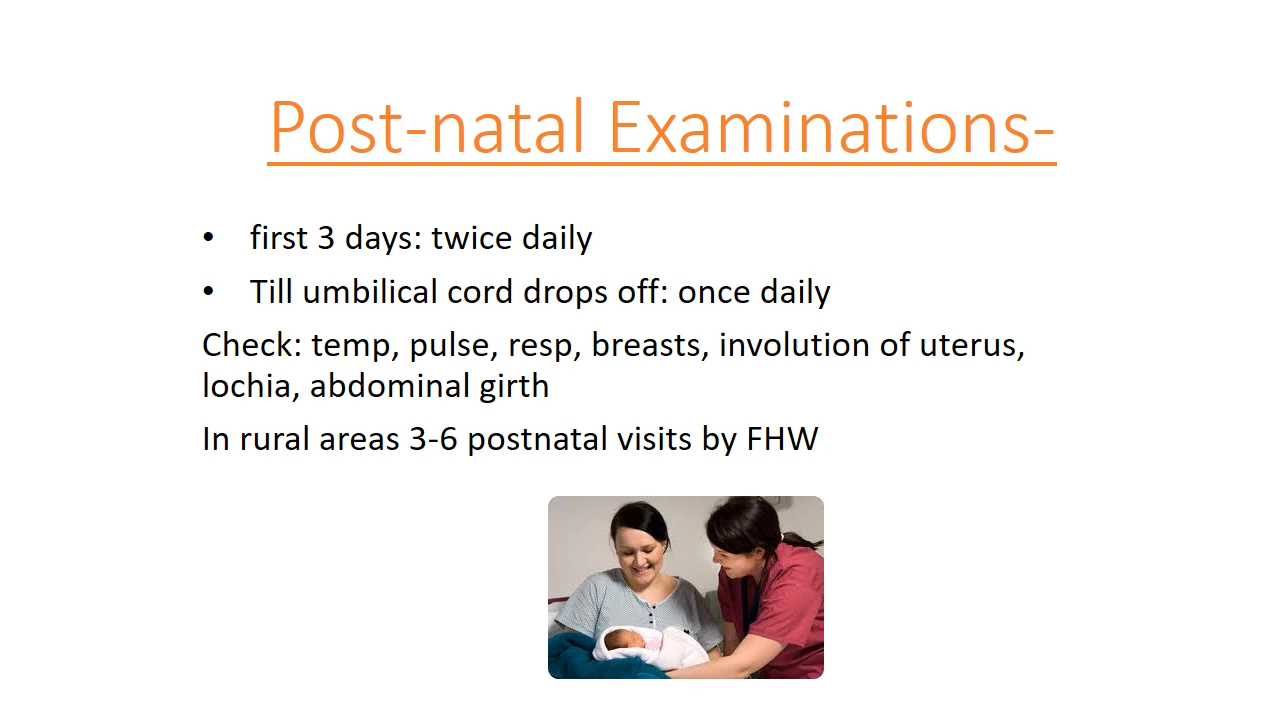 Post-natal Examinations-
• first 3 days: twice daily
• Till umbilical cord drops off: once daily
Check: temp, pulse, resp, breasts, involution of uterus,
lochia, abdominal girth
In rural areas 3-6 postnatal visits by FHW